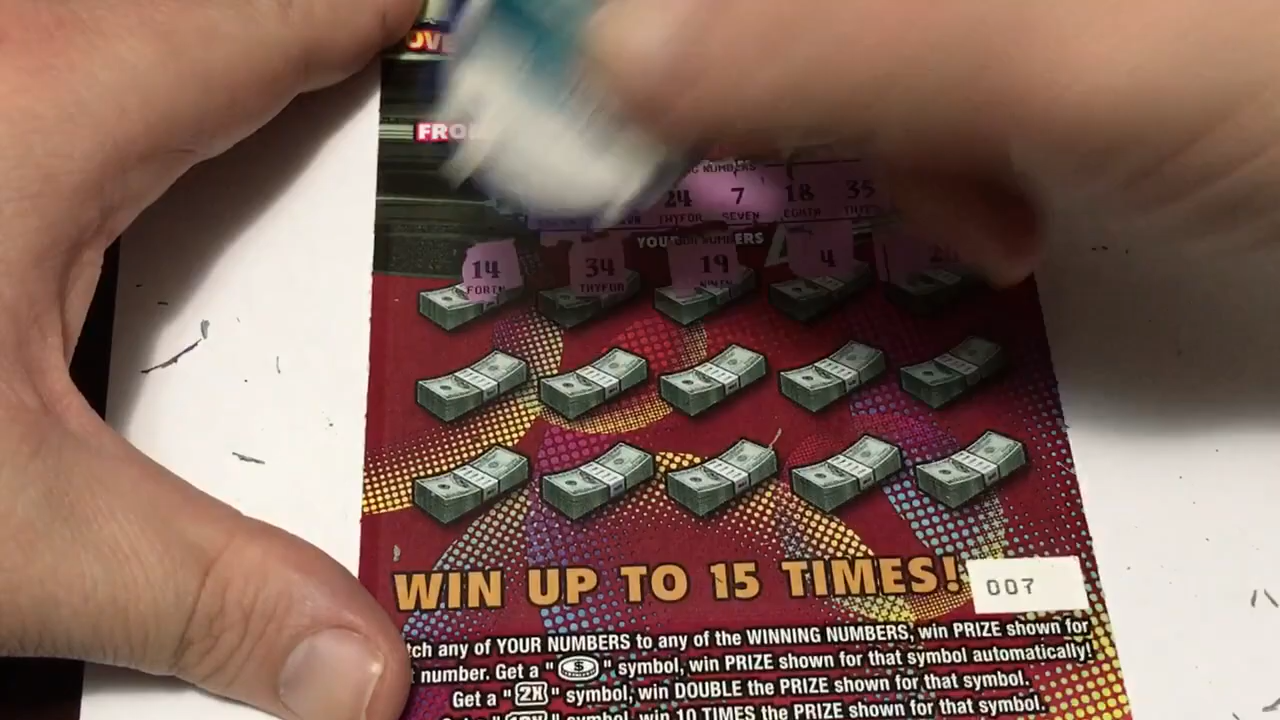 FRO
NUMBERS
24 7 18 35
THYFOR SEVEN EGHTN
YOUR NUMBERS
14 34 19 4
FORTN THYFOR
WIN UP TO 15 TIMES!
007
tch any of YOUR NUMBERS to any of the WINNING NUMBERS, win PRIZE shown for
number. Get a " $ " symbol, win PRIZE shown for that symbol automatically!
Get a " 2X " symbol, win DOUBLE the PRIZE shown for that symbol.
symbol, win 10 TIMES the PRIZE shown for that symbol.